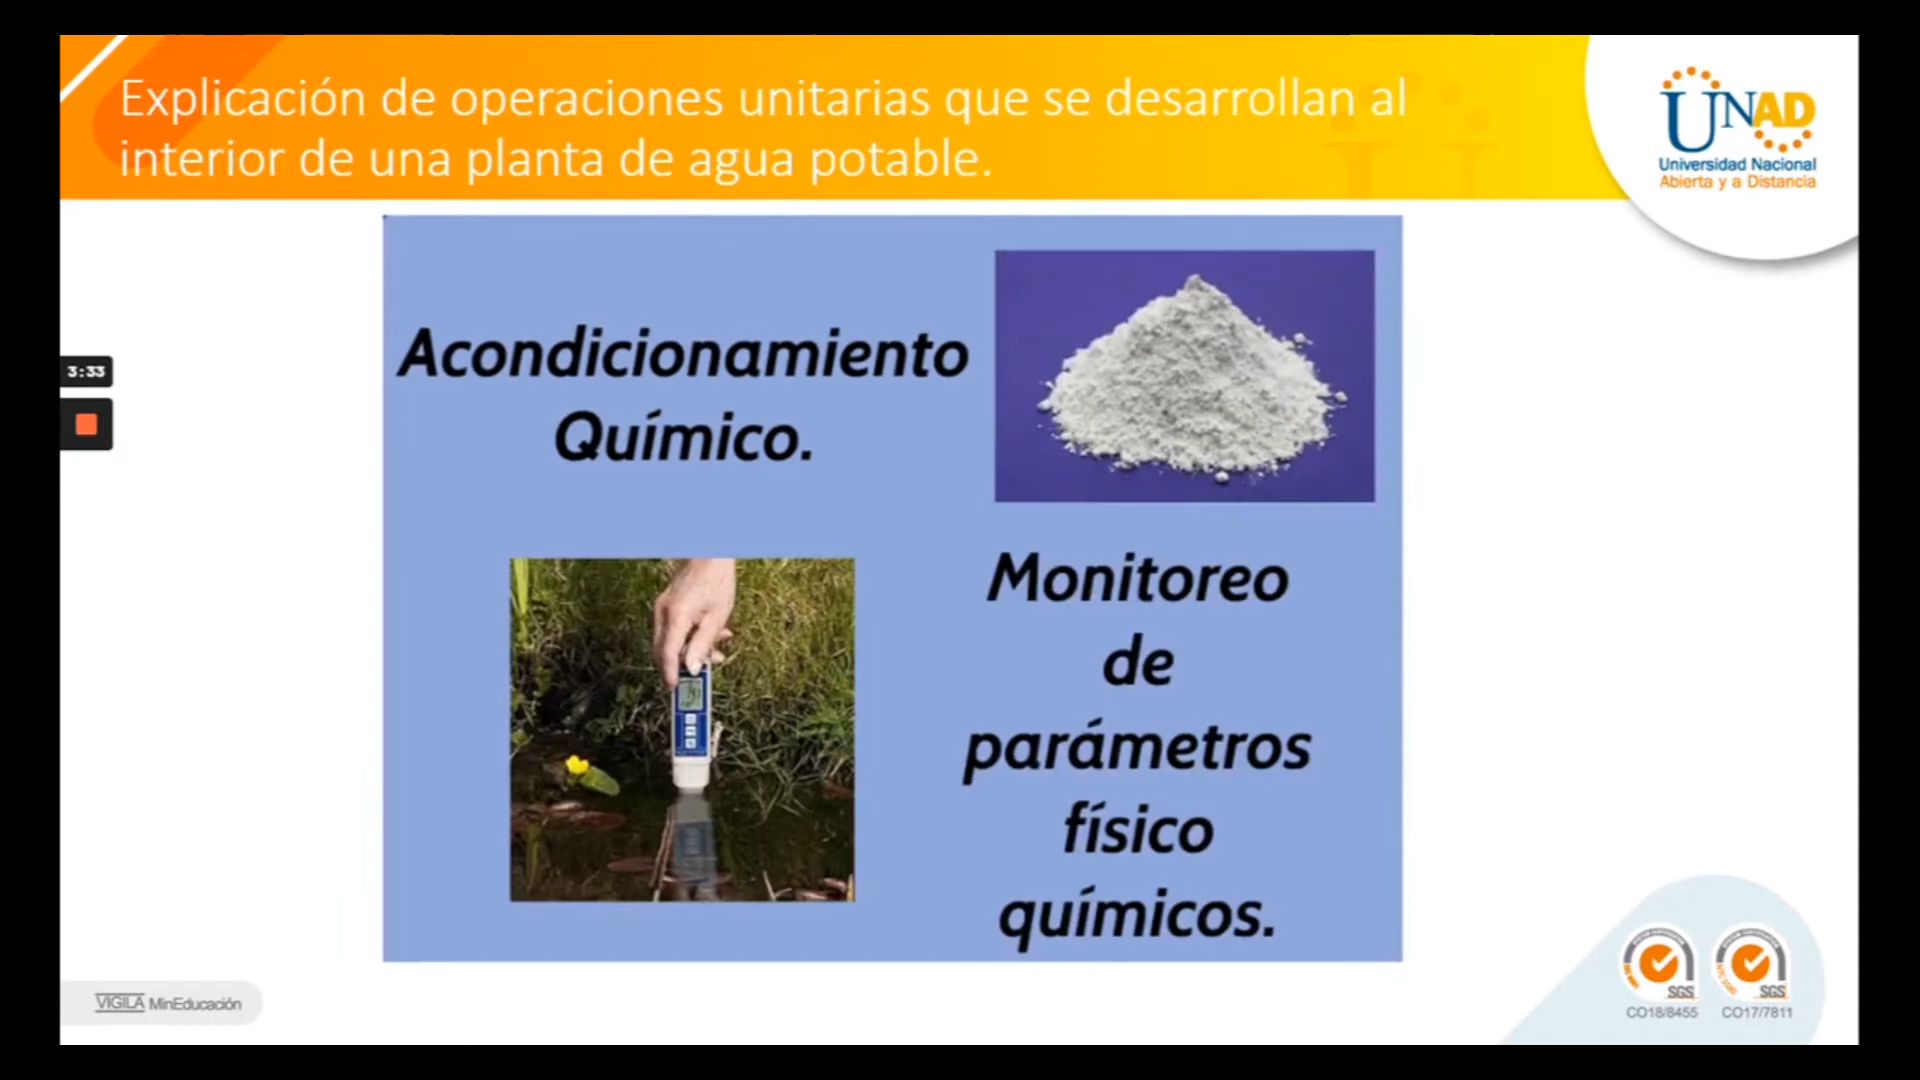 Explicación de operaciones unitarias que se desarrollan al
interior de una planta de agua potable.
UNAD
Universidad Nacional
Abierta y a Distancia
3:33
Acondicionamiento
Químico.
Monitoreo
de
parámetros
físico
químicos.
VIGILA MinEducación
SGS
CO18/8455
SGS
CO17/7811